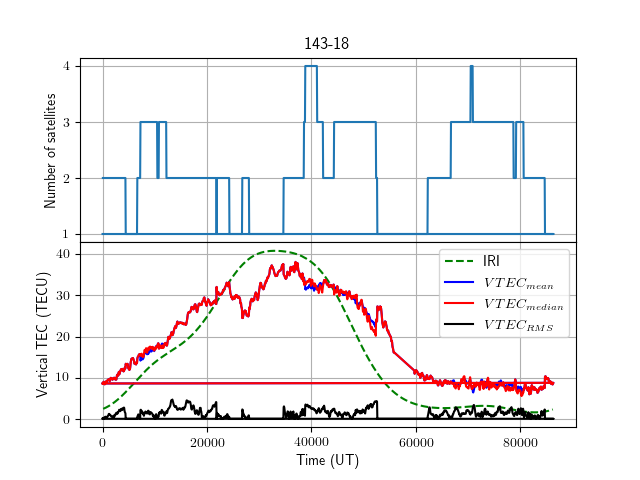 143-18
Number of satellites
4
3
2
1
Vertical TEC (TECU)
40
30
20
10
0
IRI
VTEC_mean
VTEC_median
VTEC_RMS
0 20000 40000 60000 80000
Time (UT)